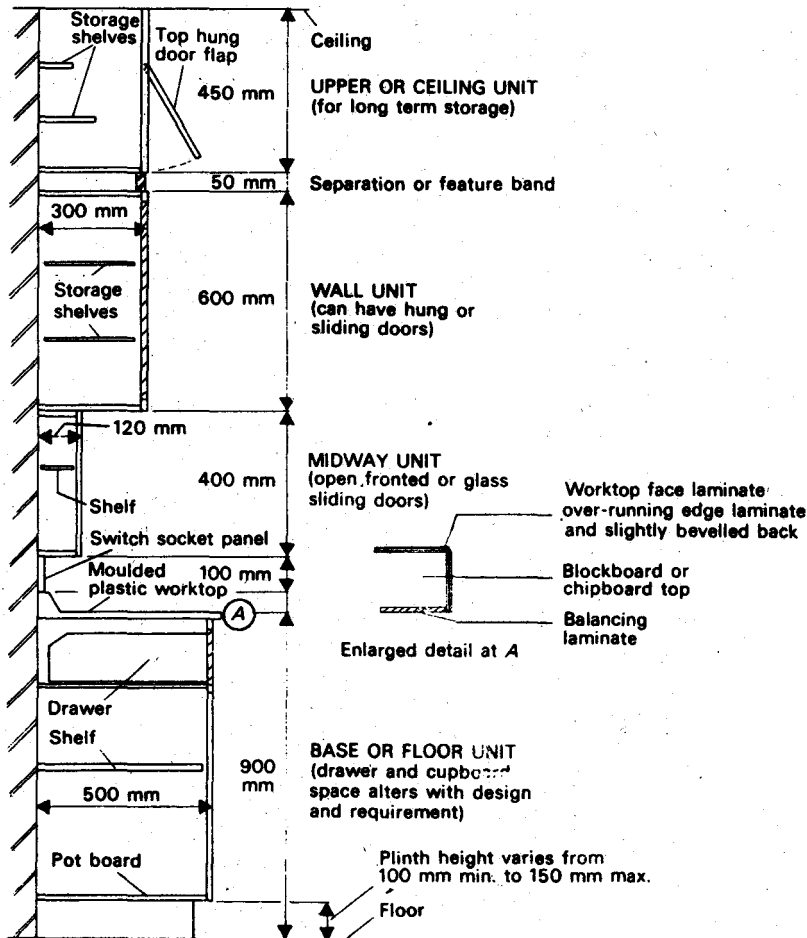 Storage
shelves
Top hung
door flap
Ceiling
450 mm
UPPER OR CEILING UNIT
(for long term storage)
50 mm
Separation or feature band
300 mm
Storage
shelves
600 mm
WALL UNIT
(can have hung or
sliding doors)
120 mm
400 mm
MIDWAY UNIT
(open fronted or glass
sliding doors)
Shelf
Switch socket panel
Moulded
plastic worktop
100 mm
A
Worktop face laminate
over-running edge laminate
and slightly bevelled back
Blockboard or
chipboard top
Balancing
laminate
Enlarged detail at A
Drawer
Shelf
900
mm
BASE OR FLOOR UNIT
(drawer and cupboard
space alters with design
and requirement)
500 mm
Pot board
Plinth height varies from
100 mm min. to 150 mm max.
Floor